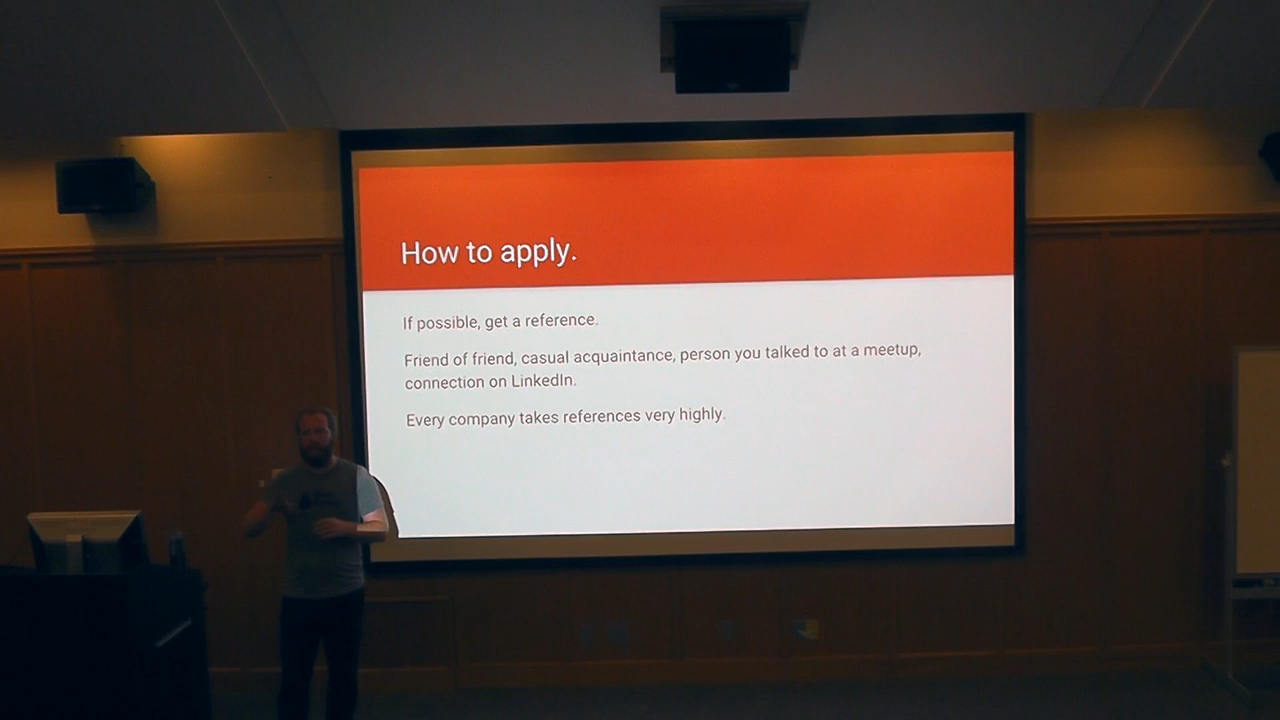 How to apply.
If possible, get a reference.
Friend of friend, casual acquaintance, person you talked to at a meetup,
connection on LinkedIn.
Every company takes references very highly.